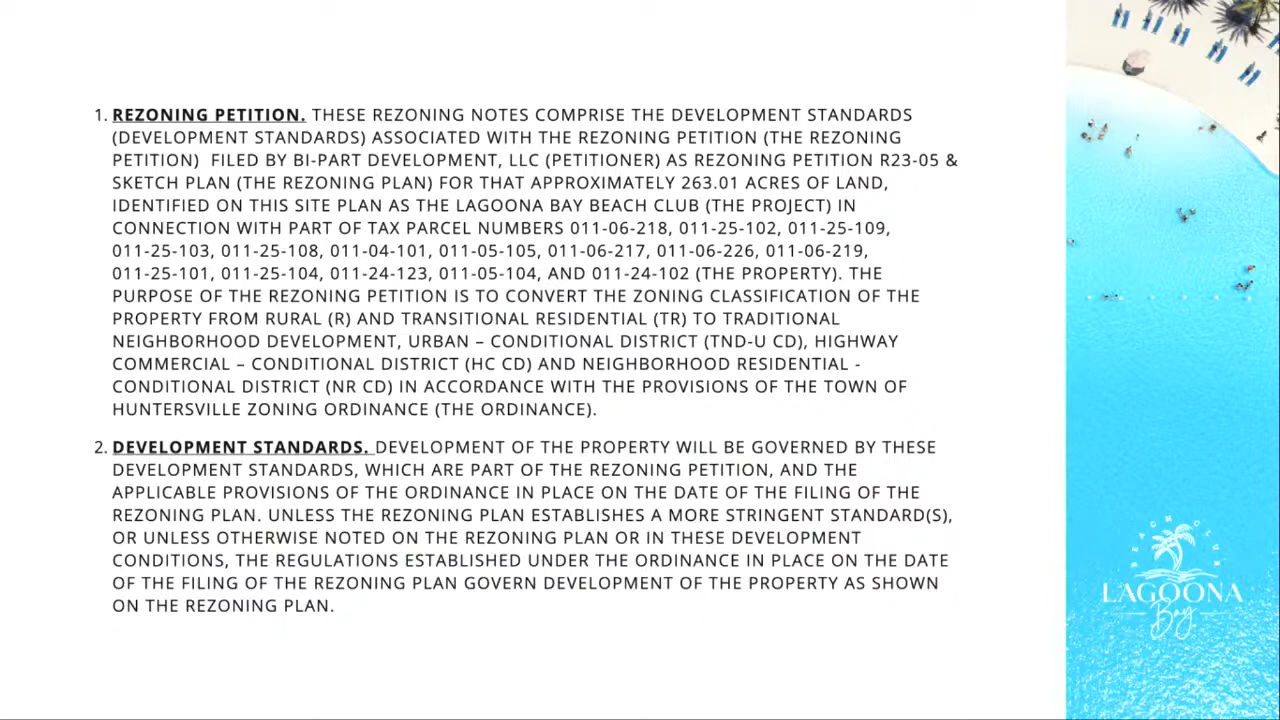 1. REZONING PETITION. THESE REZONING NOTES COMPRISE THE DEVELOPMENT STANDARDS
(DEVELOPMENT STANDARDS) ASSOCIATED WITH THE REZONING PETITION (THE REZONING
PETITION) FILED BY BI-PART DEVELOPMENT, LLC (PETITIONER) AS REZONING PETITION R23-05 &
SKETCH PLAN (THE REZONING PLAN) FOR THAT APPROXIMATELY 263.01 ACRES OF LAND,
IDENTIFIED ON THIS SITE PLAN AS THE LAGOONA BAY BEACH CLUB (THE PROJECT) IN
CONNECTION WITH PART OF TAX PARCEL NUMBERS 011-06-218, 011-25-102, 011-25-109,
011-25-103, 011-25-108, 011-04-101, 011-05-105, 011-06-217, 011-06-226, 011-06-219,
011-25-101, 011-25-104, 011-24-123, 011-05-104, AND 011-24-102 (THE PROPERTY). THE
PURPOSE OF THE REZONING PETITION IS TO CONVERT THE ZONING CLASSIFICATION OF THE
PROPERTY FROM RURAL (R) AND TRANSITIONAL RESIDENTIAL (TR) TO TRADITIONAL
NEIGHBORHOOD DEVELOPMENT, URBAN – CONDITIONAL DISTRICT (TND-U CD), HIGHWAY
COMMERCIAL – CONDITIONAL DISTRICT (HC CD) AND NEIGHBORHOOD RESIDENTIAL -
CONDITIONAL DISTRICT (NR CD) IN ACCORDANCE WITH THE PROVISIONS OF THE TOWN OF
HUNTERSVILLE ZONING ORDINANCE (THE ORDINANCE).
2. DEVELOPMENT STANDARDS. DEVELOPMENT OF THE PROPERTY WILL BE GOVERNED BY THESE
DEVELOPMENT STANDARDS, WHICH ARE PART OF THE REZONING PETITION, AND THE
APPLICABLE PROVISIONS OF THE ORDINANCE IN PLACE ON THE DATE OF THE FILING OF THE
REZONING PLAN. UNLESS THE REZONING PLAN ESTABLISHES A MORE STRINGENT STANDARD(S),
OR UNLESS OTHERWISE NOTED ON THE REZONING PLAN OR IN THESE DEVELOPMENT
CONDITIONS, THE REGULATIONS ESTABLISHED UNDER THE ORDINANCE IN PLACE ON THE DATE
OF THE FILING OF THE REZONING PLAN GOVERN DEVELOPMENT OF THE PROPERTY AS SHOWN
ON THE REZONING PLAN.
BEACH CLUB
LAGOONA
Bay